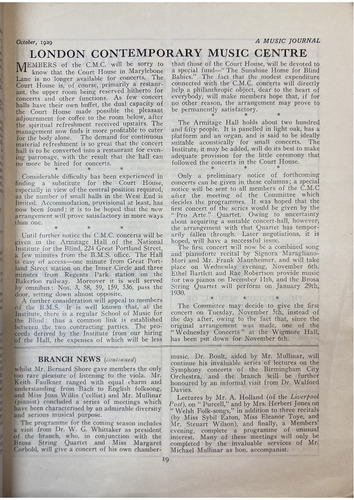 October, 1929
A MUSIC JOURNAL
LONDON CONTEMPORARY MUSIC CENTRE
MEMBERS of the C.M.C. will be sorry to
know that the Court House in Marylebone
Lane is no longer available for concerts. The
Court House is, of course, primarily a restaur-
ant, the upper room being reserved hitherto for
concerts and other functions. As few concert
halls have their own buffet, the dual capacity of
the Court House made possible the pleasant
adjournment for coffee to the room below, after
the spiritual refreshment received upstairs. The
management now finds it more profitable to cater
for the body alone. The demand for continuous
material refreshment is so great that the concert
hall is to be converted into a restaurant for even-
ing patronage, with the result that the hall can
no more be hired for concerts.
Considerable difficulty has been experienced in
finding a substitute for the Court House,
especially in view of the central position required,
as the number of small halls in the West End is
limited. Accommodation, provisional at least, has
now been found; it is to be hoped that the new
arrangement will prove satisfactory in more ways
than one.
Until further notice the C.M.C. concerts will be
given in the Armitage Hall of the National
Institute for the Blind, 224 Great Portland Street,
a few minutes from the B.M.S. office. The Hall
is easy of access—one minute from Great Port-
land Street station on the Inner Circle and three
minutes from Regents Park station on the
Bakerloo railway. Moreover it is well served
by omnibus: Nos. 3, 58, 59, 139, 53, pass the
door, setting down almost opposite.
A further consideration will appeal to members
of the B.M.S. It is well known that, at the
Institute, there is a regular School of Music for
the Blind: thus a common link is established
between the two contracting parties. The pro-
ceeds derived by the Institute from our hiring
of the Hall, the expenses of which will be less
than those of the Court House, will be devoted to
a special fund—"The Sunshine Home for Blind
Babies." The fact that the modest expenditure
connected with the C.M.C. concerts will directly
help a philanthropic object, dear to the heart of
everybody, will make members hope that, if for
no other reason, the arrangement may prove to
be permanently satisfactory.
The Armitage Hall holds about two hundred
and fifty people. It is panelled in light oak, has a
platform and an organ, and is said to be ideally
suitable acoustically for small concerts. The
Institute, it may be added, will do its best to make
adequate provision for the little ceremony that
followed the concerts in the Court House.
Only a preliminary notice of forthcoming
concerts can be given in these columns; a special
notice will be sent to all members of the C.M.C.
after the meeting of the Committee which
decides the programmes. It was hoped that the
first concert of the series would be given by the
"Pro Arte" Quartet. Owing to uncertainty
about acquiring a suitable concert-hall, however,
the arrangement with that Quartet has tempor-
arily fallen through. Later negotiations, it is
hoped, will have a successful issue.
The first concert will now be a combined song
and pianoforte recital by Signora Maragliano-
Mori and Mr. Frank Mannheimer, and will take
place on Wednesday evening, November 6th.
Ethel Bartlett and Rae Robertson provide music
for two pianos on December 11th, and the Brosa
String Quartet will perform on January 28th,
1930.
The Committee may decide to give the first
concert on Tuesday, November 5th, instead of
the day after, owing to the fact that, since the
original arrangement was made, one of the
"Wednesday Concerts" at the Wigmore Hall,
has been put down for November 6th.
BRANCH NEWS (continued)
whilst Mr. Bernard Shore gave members the only
too rare pleasure of listening to the viola. Mr.
Keith Faulkner ranged with equal charm and
understanding from Bach to English folksong,
and Miss Joan Willis ('cellist) and Mr. Mullinar
(pianist) concluded a series of meetings which
have been characterised by an admirable diversity
and serious musical purpose.
The programme for the coming season includes
a visit from Dr. W. G. Whittaker as president
of the branch, who, in conjunction with the
Brosa String Quartet and Miss Margaret
Corbold, will give a concert of his own chamber-
music. Dr. Boult, aided by Mr. Mullinar, will
continue his invaluable series of lectures on the
Symphony concerts of the Birmingham City
Orchestra, and the branch will be further
honoured by an informal visit from Dr. Walford
Davies.
Lectures by Mr. A. Holland (of the Liverpool
Post), on "Purcell," and by Mrs. Herbert Jones on
"Welsh Folk-songs," in addition to three recitals
(by Miss Sybil Eaton, Miss Eleanor Toye, and
Mr. Steuart Wilson), and finally, a Members'
evening, complete a programme of unusual
interest. Many of these meetings will only be
completed by the invaluable services of Mr.
Michael Mullinar as hon. accompanist.
19